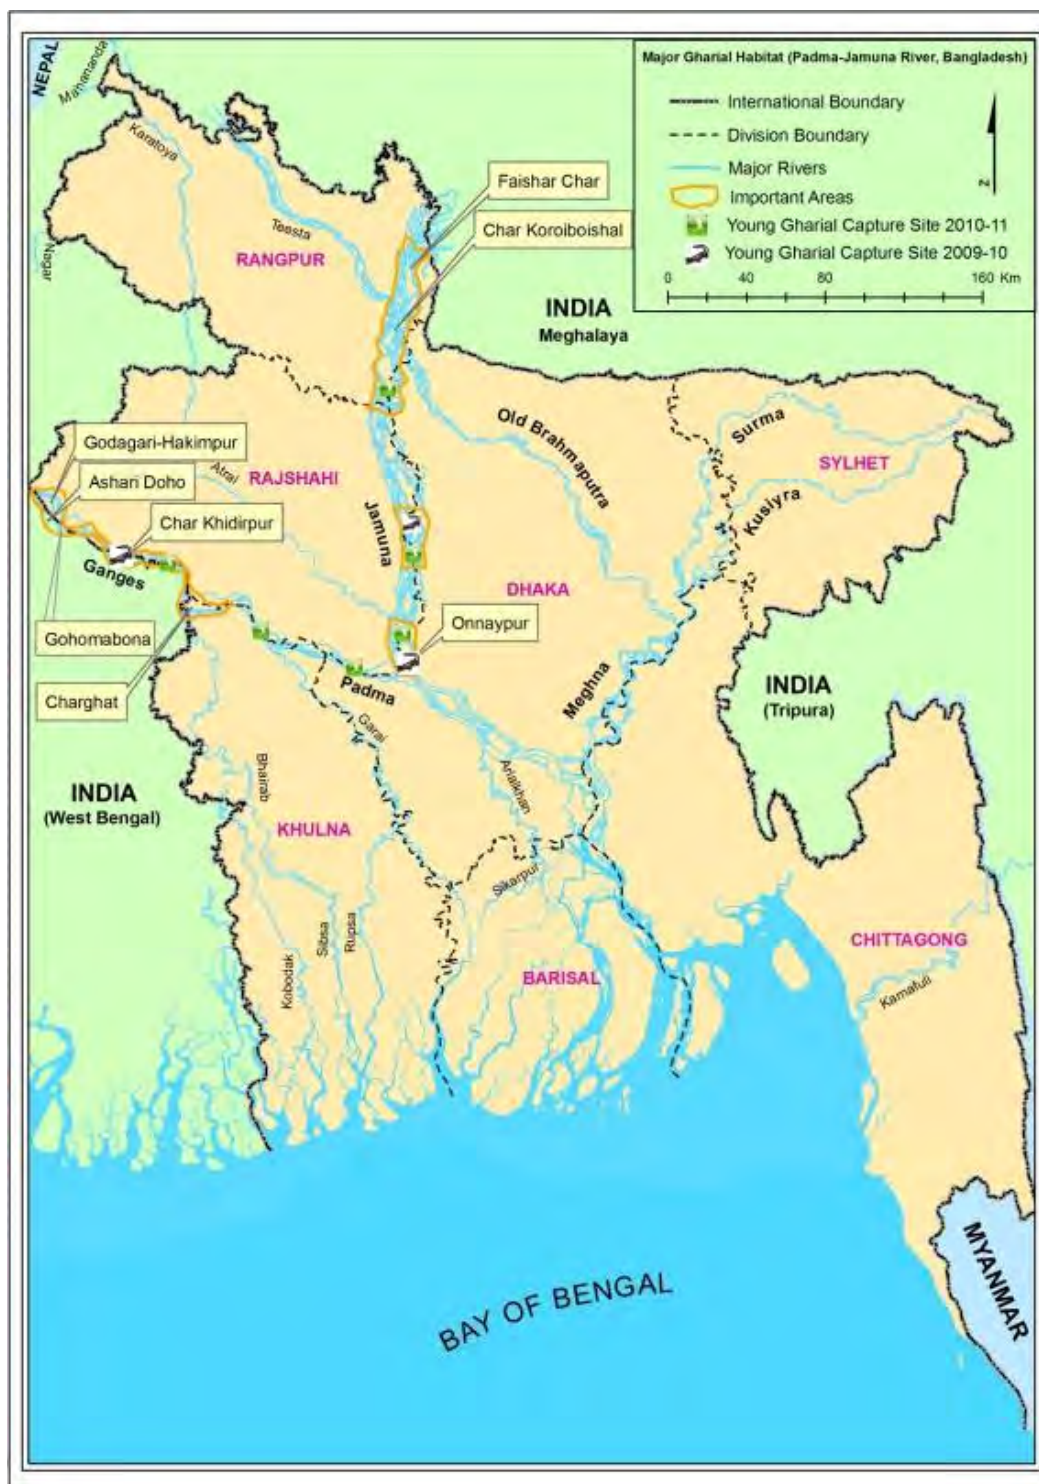 Major Gharial Habitat (Padma-Jamuna River, Bangladesh)
International Boundary
Division Boundary
Major Rivers
Important Areas
Young Gharial Capture Site 2010-11
Young Gharial Capture Site 2009-10
0 40 80 160 Km
N
NEPAL
Mahananda
Karatoya
Teesta
Nagar
RANGPUR
Faishar Char
Char Koroiboishal
INDIA
Meghalaya
Old Brahmaputra
Surma
SYLHET
Kusiyra
Godagari-Hakimpur
Ashari Doho
Atrai
RAJSHAHI
Char Khidirpur
Jamuna
Ganges
DHAKA
Gohomabona
Onnaypur
Charghat
Padma
Meghna
INDIA
(Tripura)
Garai
Arialkhan
Bhairab
INDIA
(West Bengal)
KHULNA
Sikarpur
Sibsa
Rupsa
Kobodak
BARISAL
CHITTAGONG
Karnafuli
MYANMAR
BAY OF BENGAL